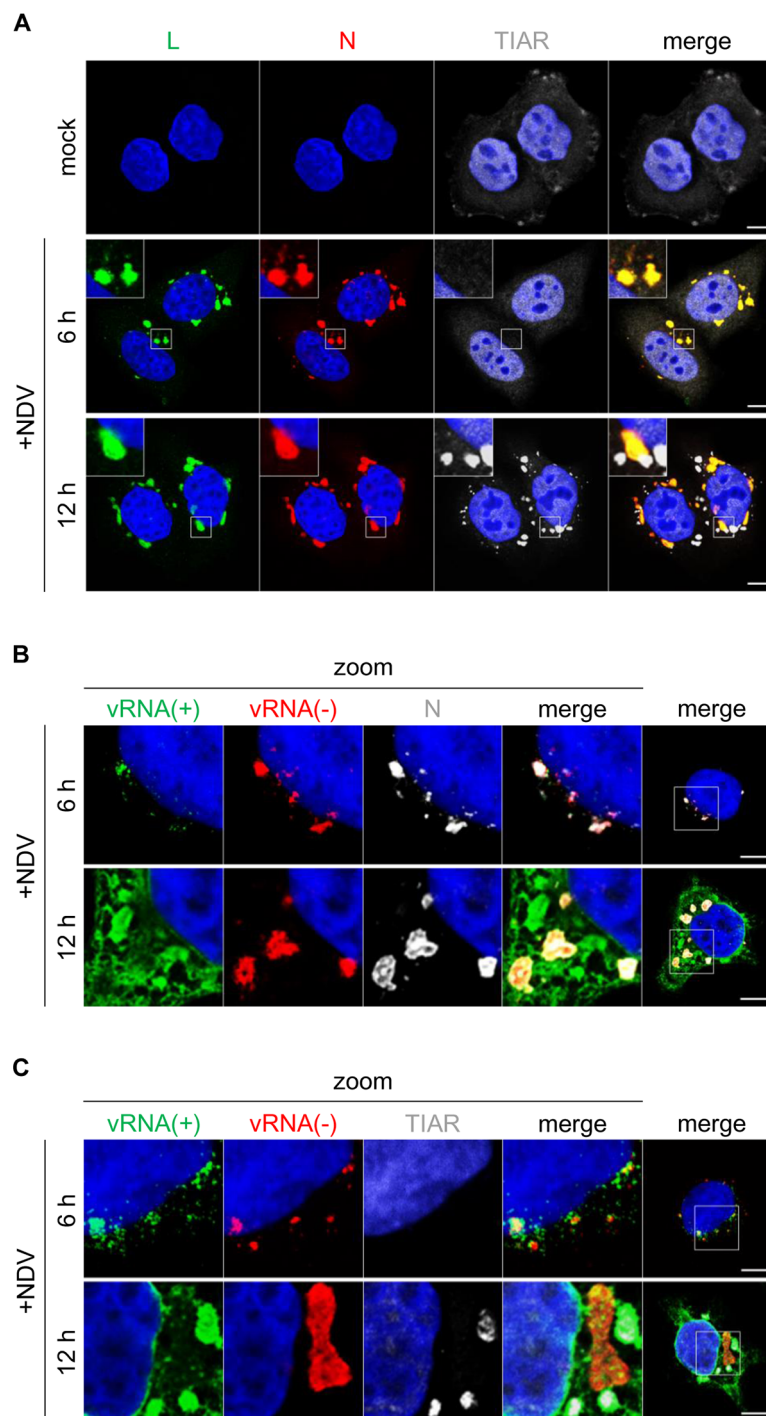 A
L N TIAR merge
mock
+NDV
6 h
12 h
B
zoom
vRNA(+) vRNA(-) N merge merge
+NDV
6 h
12 h
C
zoom
vRNA(+) vRNA(-) TIAR merge merge
+NDV
6 h
12 h